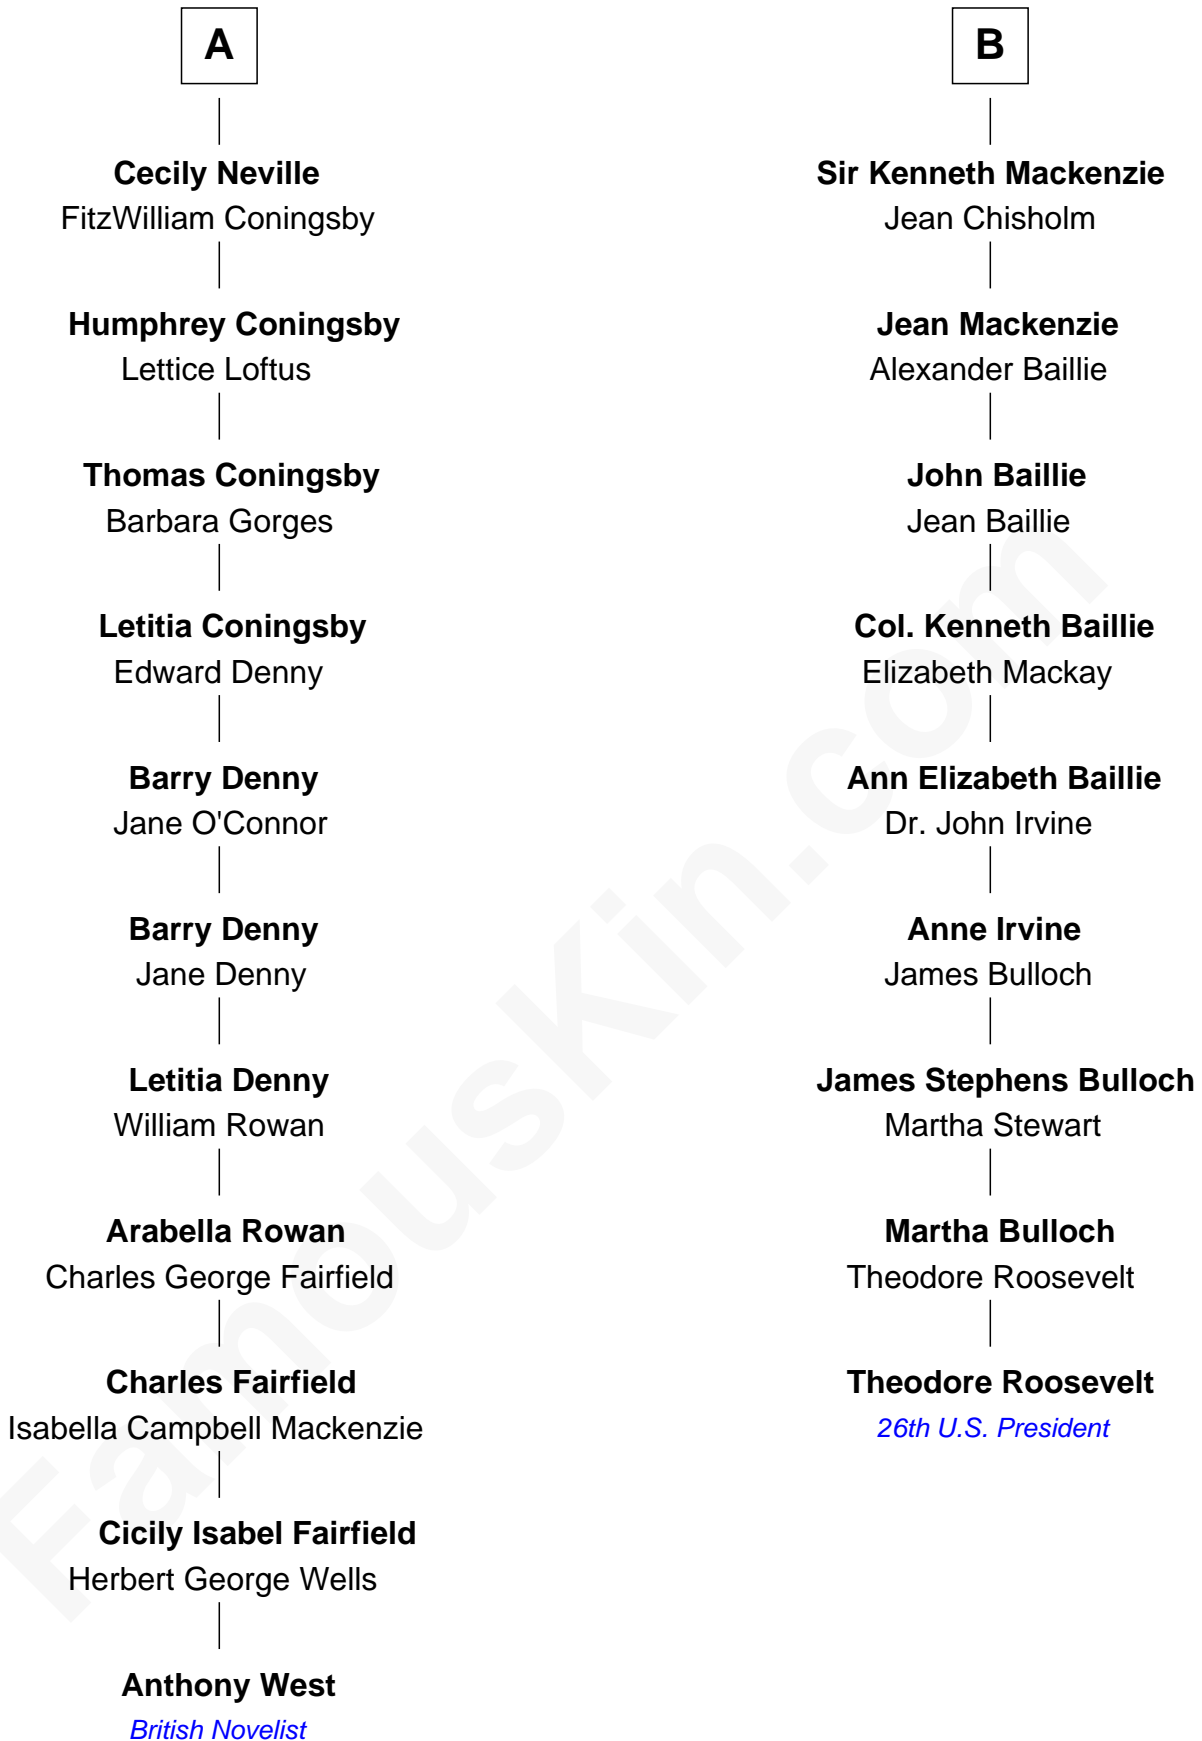 A
Cecily Neville
FitzWilliam Coningsby
Humphrey Coningsby
Lettice Loftus
Thomas Coningsby
Barbara Gorges
Letitia Coningsby
Edward Denny
Barry Denny
Jane O'Connor
Barry Denny
Jane Denny
Letitia Denny
William Rowan
Arabella Rowan
Charles George Fairfield
Charles Fairfield
Isabella Campbell Mackenzie
Cicily Isabel Fairfield
Herbert George Wells
Anthony West
British Novelist
B
Sir Kenneth Mackenzie
Jean Chisholm
Jean Mackenzie
Alexander Baillie
John Baillie
Jean Baillie
Col. Kenneth Baillie
Elizabeth Mackay
Ann Elizabeth Baillie
Dr. John Irvine
Anne Irvine
James Bulloch
James Stephens Bulloch
Martha Stewart
Martha Bulloch
Theodore Roosevelt
Theodore Roosevelt
26th U.S. President
FamousKin.com